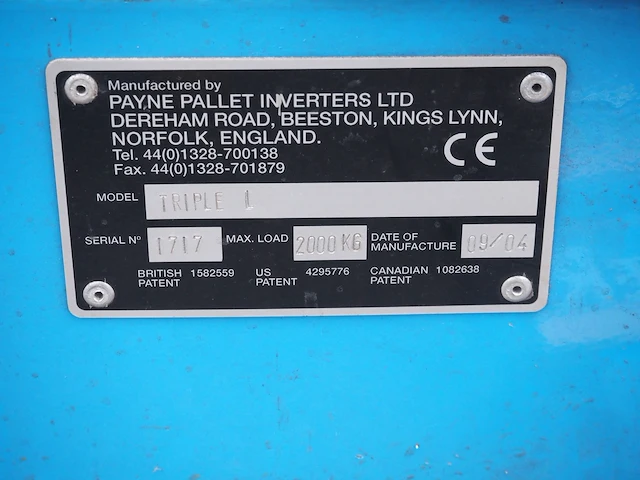 Manufactured by
PAYNE PALLET INVERTERS LTD
DEREHAM ROAD, BEESTON, KINGS LYNN,
NORFOLK, ENGLAND.
Tel. 44(0)1328-700138
Fax. 44(0)1328-701879
CE
MODEL TRIPLE L
SERIAL Nº 1717 MAX. LOAD 2000 KG DATE OF MANUFACTURE 09/04
BRITISH PATENT 1582559 US PATENT 4295776 CANADIAN PATENT 1082638